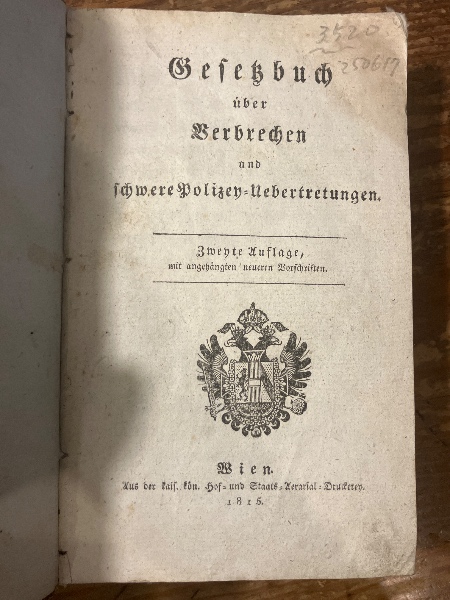 3520
250617
Gesetzbuch
über
Verbrechen
und
schwere Polizey-Uebertretungen.
Zweyte Auflage,
mit angehängten neueren Vorschriften.
Wien.
Aus der kais. kön. Hof- und Staats-Aerarial-Druckerey.
1815.